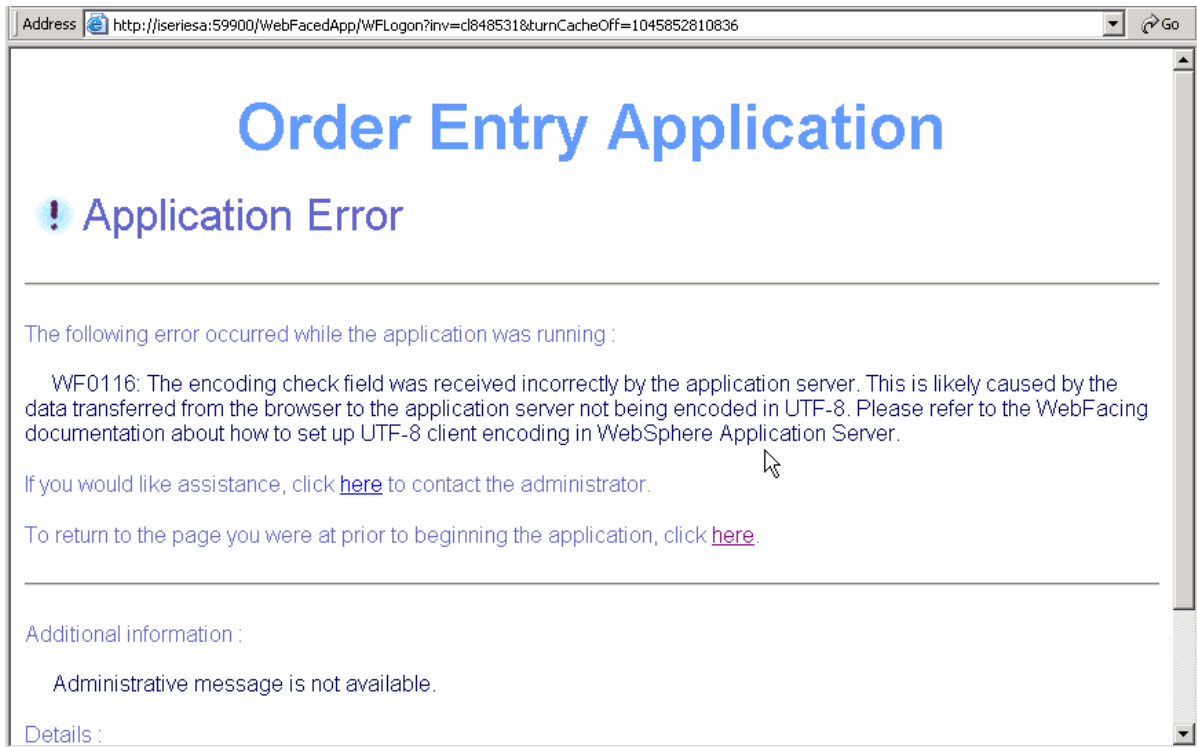 Address http://iseriesa:59900/WebFacedApp/WFLogon?inv=cl848531&turnCacheOff=1045852810836 Go
Order Entry Application
! Application Error
The following error occurred while the application was running :
WF0116: The encoding check field was received incorrectly by the application server. This is likely caused by the
data transferred from the browser to the application server not being encoded in UTF-8. Please refer to the WebFacing
documentation about how to set up UTF-8 client encoding in WebSphere Application Server.
If you would like assistance, click here to contact the administrator.
To return to the page you were at prior to beginning the application, click here.
Additional information :
Administrative message is not available.
Details :